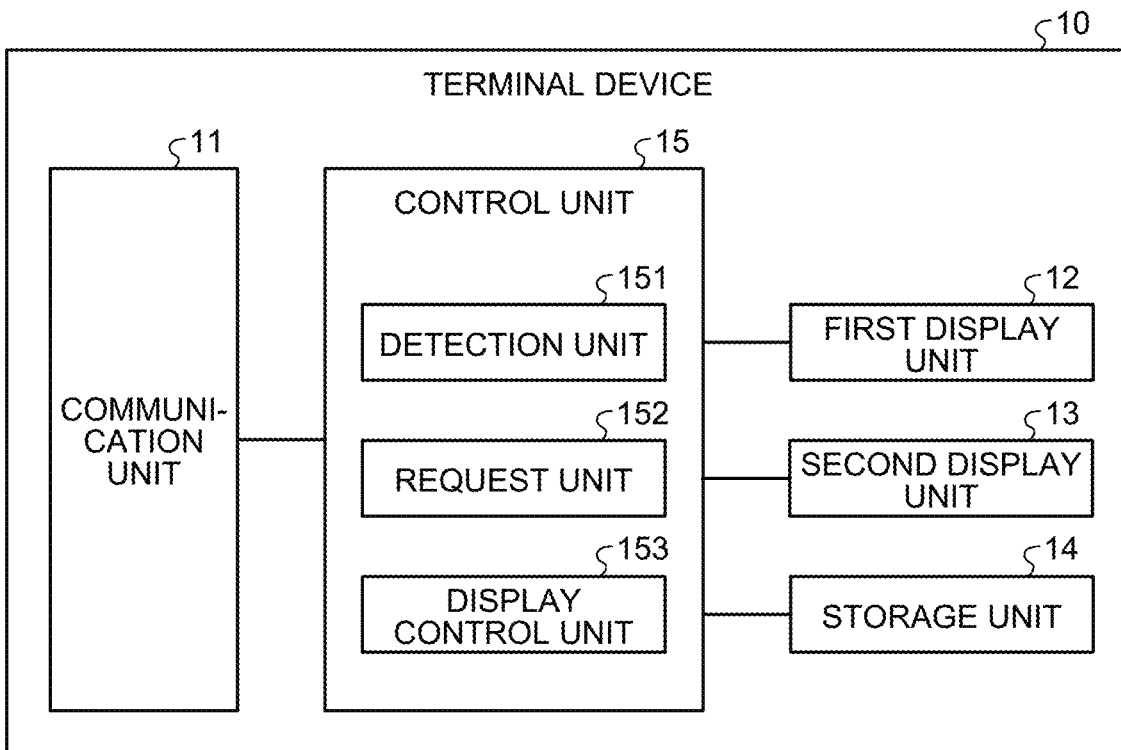 10
TERMINAL DEVICE
11
COMMUNI-
CATION
UNIT
15
CONTROL UNIT
151
DETECTION UNIT
152
REQUEST UNIT
153
DISPLAY
CONTROL UNIT
12
FIRST DISPLAY
UNIT
13
SECOND DISPLAY
UNIT
14
STORAGE UNIT